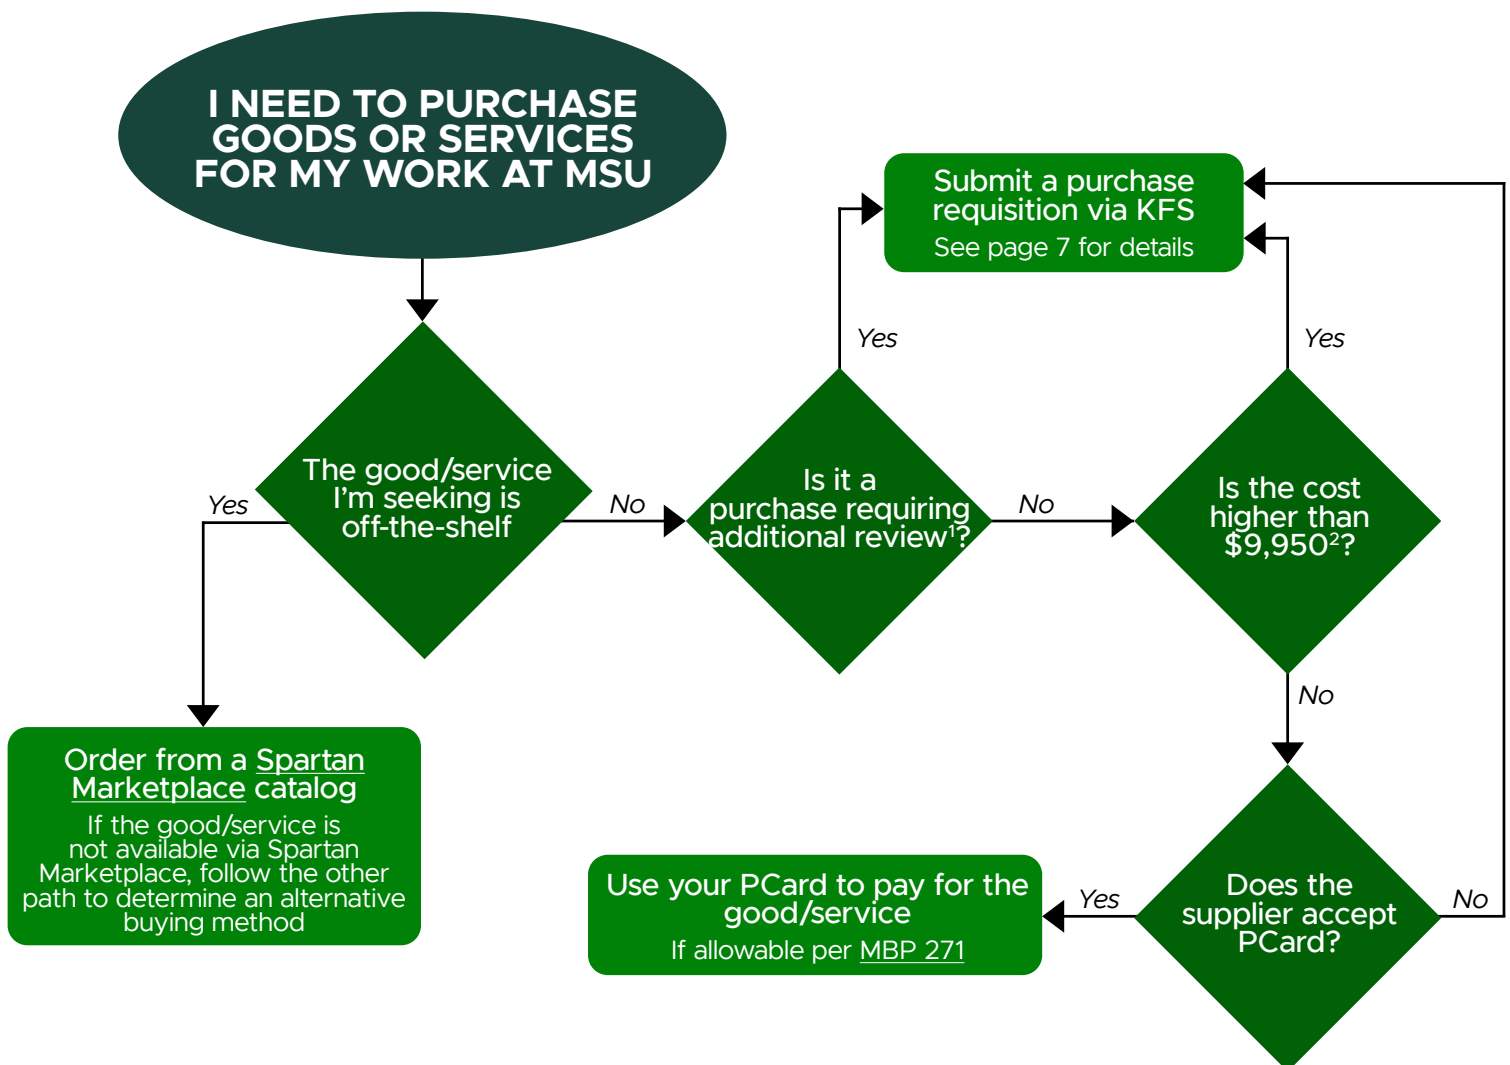 I NEED TO PURCHASE
GOODS OR SERVICES
FOR MY WORK AT MSU
Submit a purchase
requisition via KFS
See page 7 for details
Yes
Yes
The good/service
I'm seeking is
off-the-shelf
Yes
No
Is it a
purchase requiring
additional review¹?
No
Is the cost
higher than
$9,950²?
No
Order from a Spartan
Marketplace catalog
If the good/service is
not available via Spartan
Marketplace, follow the other
path to determine an alternative
buying method
Use your PCard to pay for the
good/service
If allowable per MBP 271
Yes
Does the
supplier accept
PCard?
No